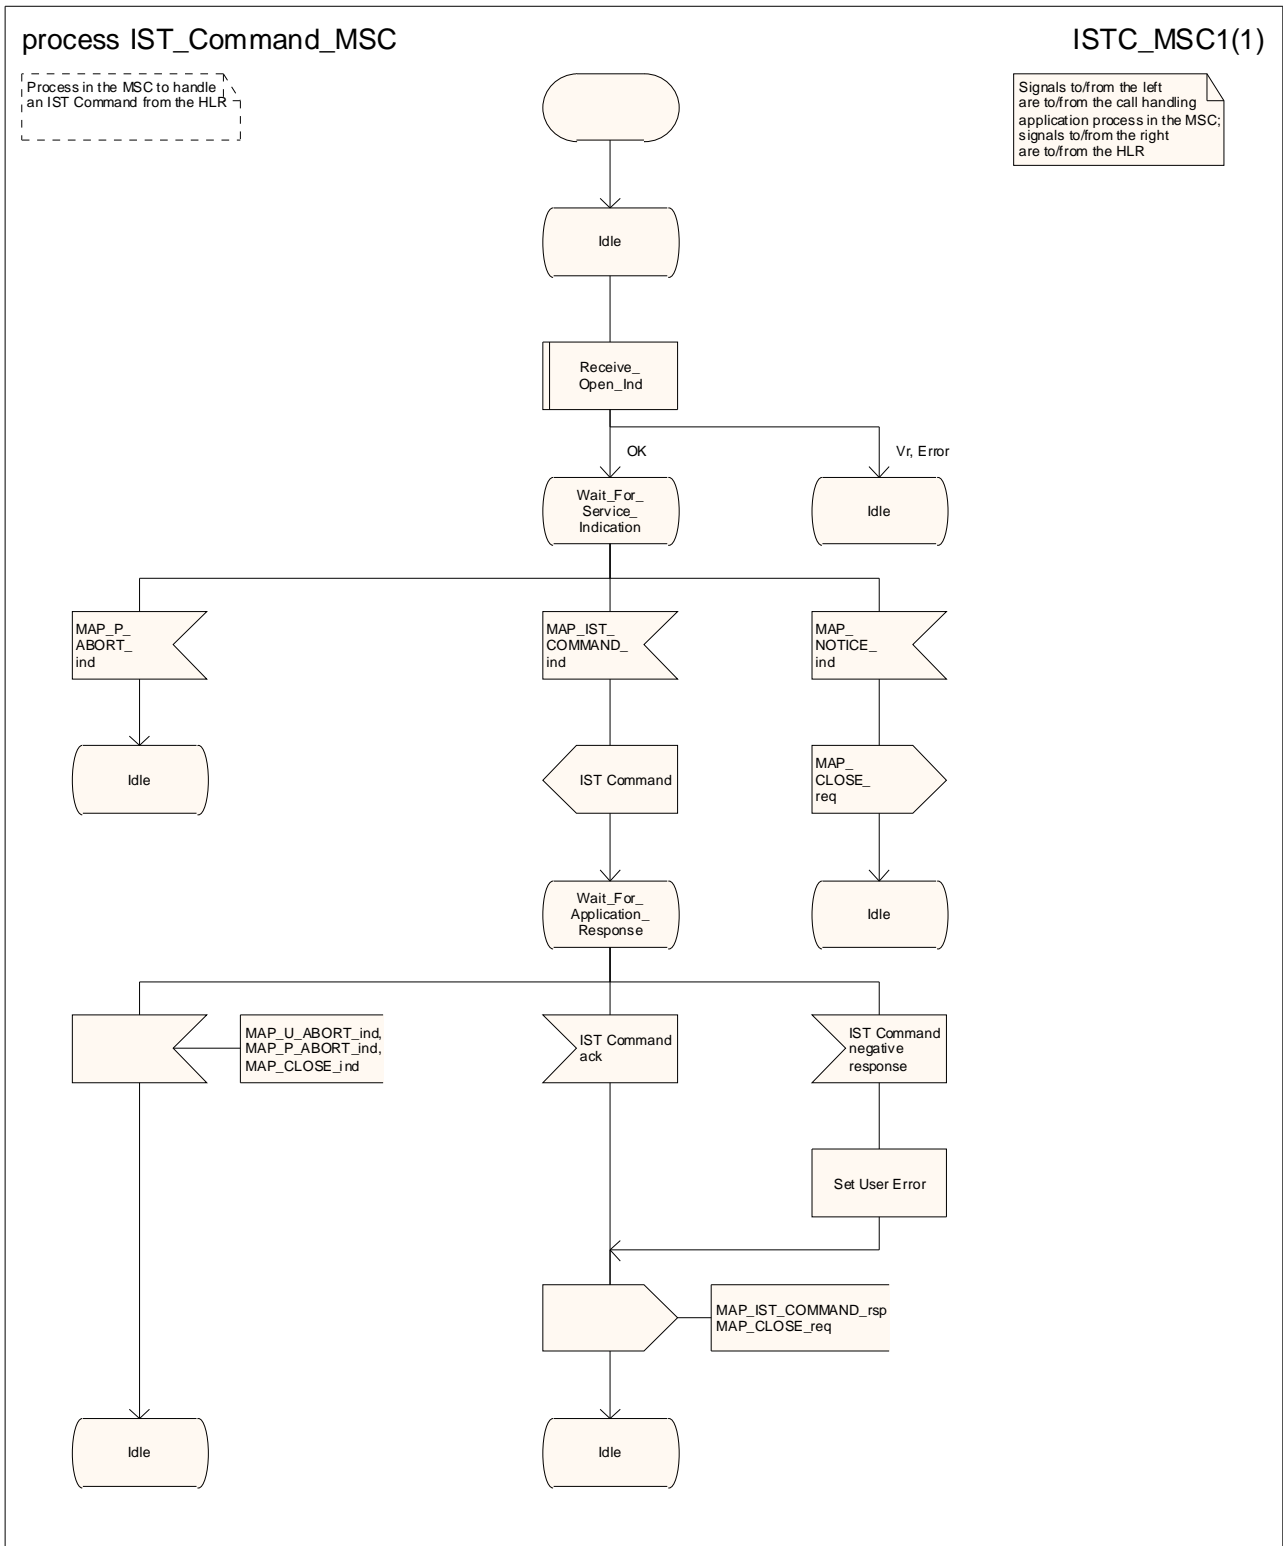 process IST_Command_MSC
ISTC_MSC1(1)
Process in the MSC to handle
an IST Command from the HLR
Signals to/from the left
are to/from the call handling
application process in the MSC;
signals to/from the right
are to/from the HLR
Idle
Receive_
Open_Ind
OK
Vr, Error
Wait_For_
Service_
Indication
Idle
MAP_P_
ABORT_
ind
MAP_IST_
COMMAND_
ind
MAP_
NOTICE_
ind
Idle
IST Command
MAP_
CLOSE_
req
Wait_For_
Application_
Response
Idle
MAP_U_ABORT_ind,
MAP_P_ABORT_ind,
MAP_CLOSE_ind
IST Command
ack
IST Command
negative
response
Set User Error
MAP_IST_COMMAND_rsp
MAP_CLOSE_req
Idle
Idle